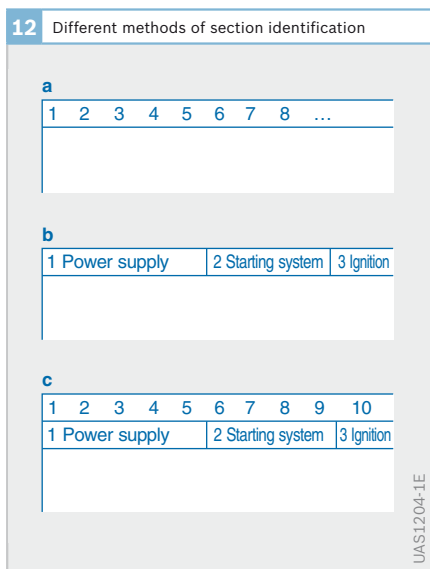 12 Different methods of section identification
a
1 2 3 4 5 6 7 8 ...
b
1 Power supply 2 Starting system 3 Ignition
c
1 2 3 4 5 6 7 8 9 10
1 Power supply 2 Starting system 3 Ignition
UAS1204-1E